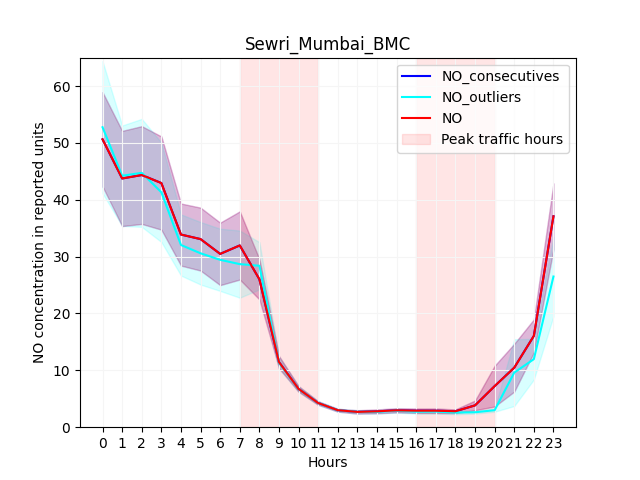 Sewri_Mumbai_BMC
NO_consecutives
NO_outliers
NO
Peak traffic hours
NO concentration in reported units
60
50
40
30
20
10
0
0 1 2 3 4 5 6 7 8 9 10 11 12 13 14 15 16 17 18 19 20 21 22 23
Hours